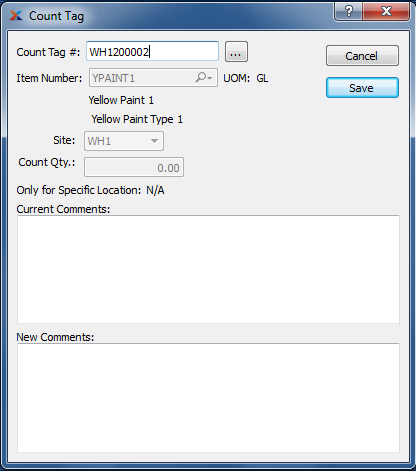 Count Tag
Count Tag #: WH1200002 ...
Cancel
Item Number: YPAINT1 UOM: GL
Save
Yellow Paint 1
Yellow Paint Type 1
Site: WH1
Count Qty.: 0.00
Only for Specific Location: N/A
Current Comments:
New Comments: